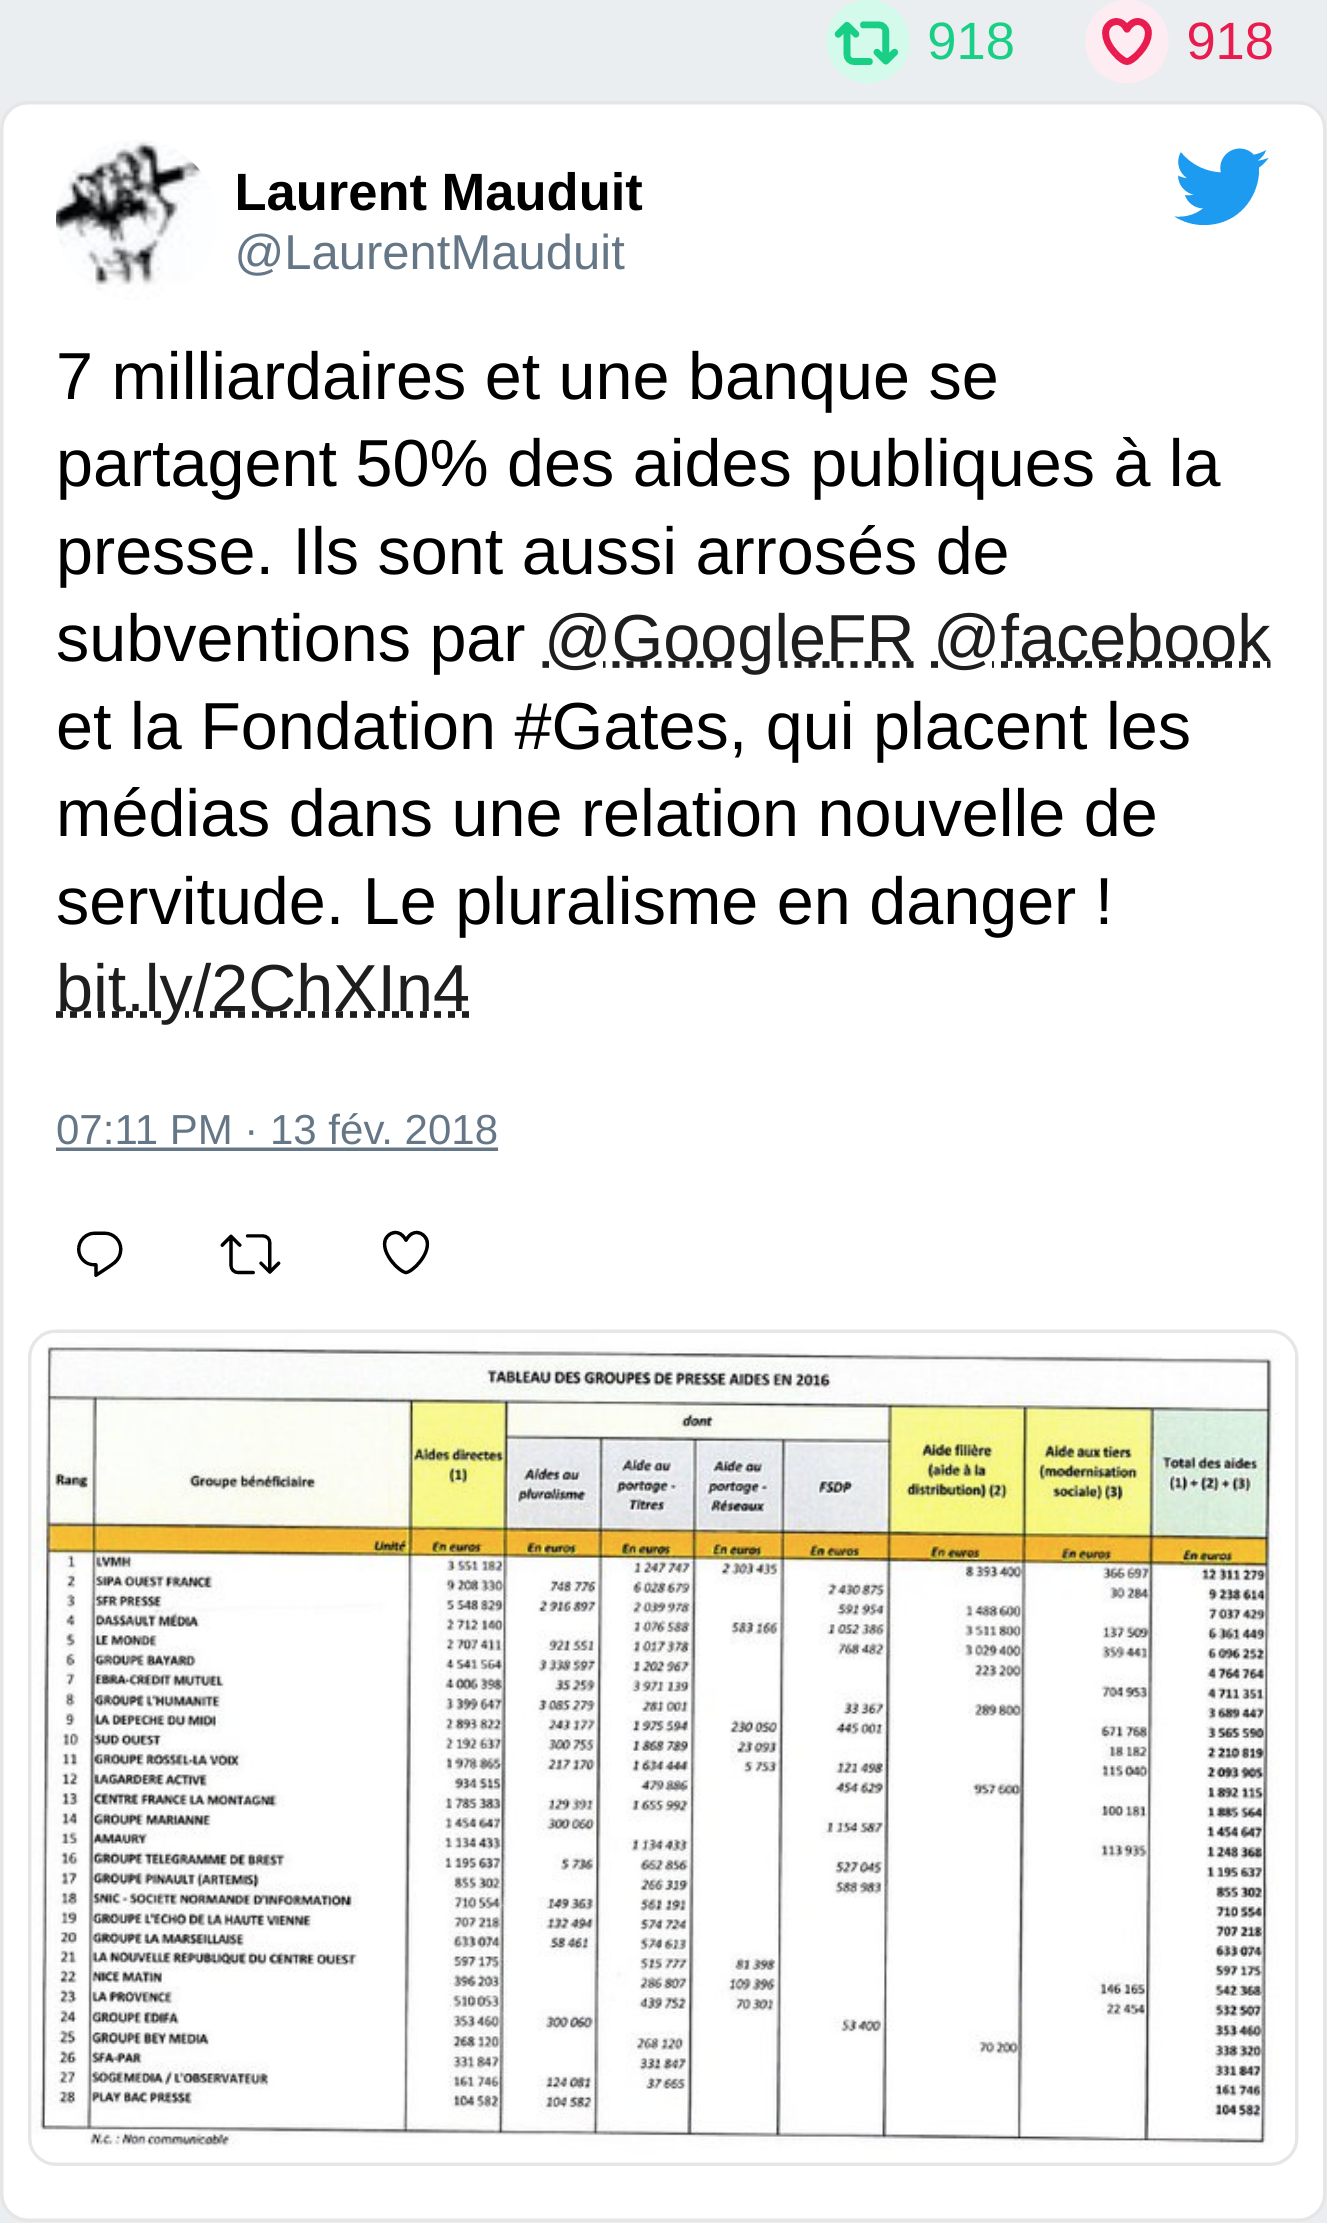 918 918
Laurent Mauduit
@LaurentMauduit
7 milliardaires et une banque se
partagent 50% des aides publiques à la
presse. Ils sont aussi arrosés de
subventions par @GoogleFR @facebook
et la Fondation #Gates, qui placent les
médias dans une relation nouvelle de
servitude. Le pluralisme en danger !
bit.ly/2ChXIn4
07:11 PM · 13 fév. 2018
TABLEAU DES GROUPES DE PRESSE AIDES EN 2016
Rang Groupe bénéficiaire Aides directes (1) dont Aides au pluralisme Aide au portage - Titres Aide au portage - Réseaux FSDP Aide filière (aide à la distribution) (2) Aide aux tiers (modernisation sociale) (3) Total des aides (1) + (2) + (3)
Unité En euros En euros En euros En euros En euros En euros En euros En euros
1 LVMH 3 551 182 1 247 747 2 303 435 8 393 400 366 697 12 311 279
2 SIPA OUEST FRANCE 9 208 330 748 776 6 028 679 2 430 875 30 284 9 238 614
3 SFR PRESSE 5 548 829 2 916 897 2 039 978 591 954 1 488 600 7 037 429
4 DASSAULT MÉDIA 2 712 140 1 076 588 583 166 1 052 386 3 511 800 137 509 6 361 449
5 LE MONDE 2 707 411 921 551 1 017 378 768 482 3 029 400 359 441 6 096 252
6 GROUPE BAYARD 4 541 564 3 338 597 1 202 967 223 200 4 764 764
7 EBRA-CREDIT MUTUEL 4 006 398 35 259 3 971 139 704 953 4 711 351
8 GROUPE L'HUMANITE 3 399 647 3 085 279 281 001 33 367 289 800 3 689 447
9 LA DEPECHE DU MIDI 2 893 822 243 177 1 975 594 230 050 445 001 671 768 3 565 590
10 SUD OUEST 2 192 637 300 755 1 868 789 23 093 18 182 2 210 819
11 GROUPE ROSSEL-LA VOIX 1 978 865 217 170 1 634 444 5 753 121 498 115 040 2 093 905
12 LAGARDERE ACTIVE 934 515 479 886 454 629 957 600 1 892 115
13 CENTRE FRANCE LA MONTAGNE 1 785 383 129 391 1 655 992 100 181 1 885 564
14 GROUPE MARIANNE 1 454 647 300 060 1 154 587 1 454 647
15 AMAURY 1 134 433 1 134 433 113 935 1 248 368
16 GROUPE TELEGRAMME DE BREST 1 195 637 5 736 662 856 527 045 1 195 637
17 GROUPE PINAULT (ARTEMIS) 855 302 266 319 588 983 855 302
18 SNIC - SOCIETE NORMANDE D'INFORMATION 710 554 149 363 561 191 710 554
19 GROUPE L'ECHO DE LA HAUTE VIENNE 707 218 132 494 574 724 707 218
20 GROUPE LA MARSEILLAISE 633 074 58 461 574 613 633 074
21 LA NOUVELLE REPUBLIQUE DU CENTRE OUEST 597 175 515 777 81 398 597 175
22 NICE MATIN 396 203 286 807 109 396 146 165 542 368
23 LA PROVENCE 510 053 439 752 70 301 22 454 532 507
24 GROUPE EDIFA 353 460 300 060 53 400 353 460
25 GROUPE BEY MEDIA 268 120 268 120 70 200 338 320
26 SFA-PAR 331 847 331 847 331 847
27 SOGEMEDIA / L'OBSERVATEUR 161 746 124 081 37 665 161 746
28 PLAY BAC PRESSE 104 582 104 582 104 582
N.c. : Non communicable